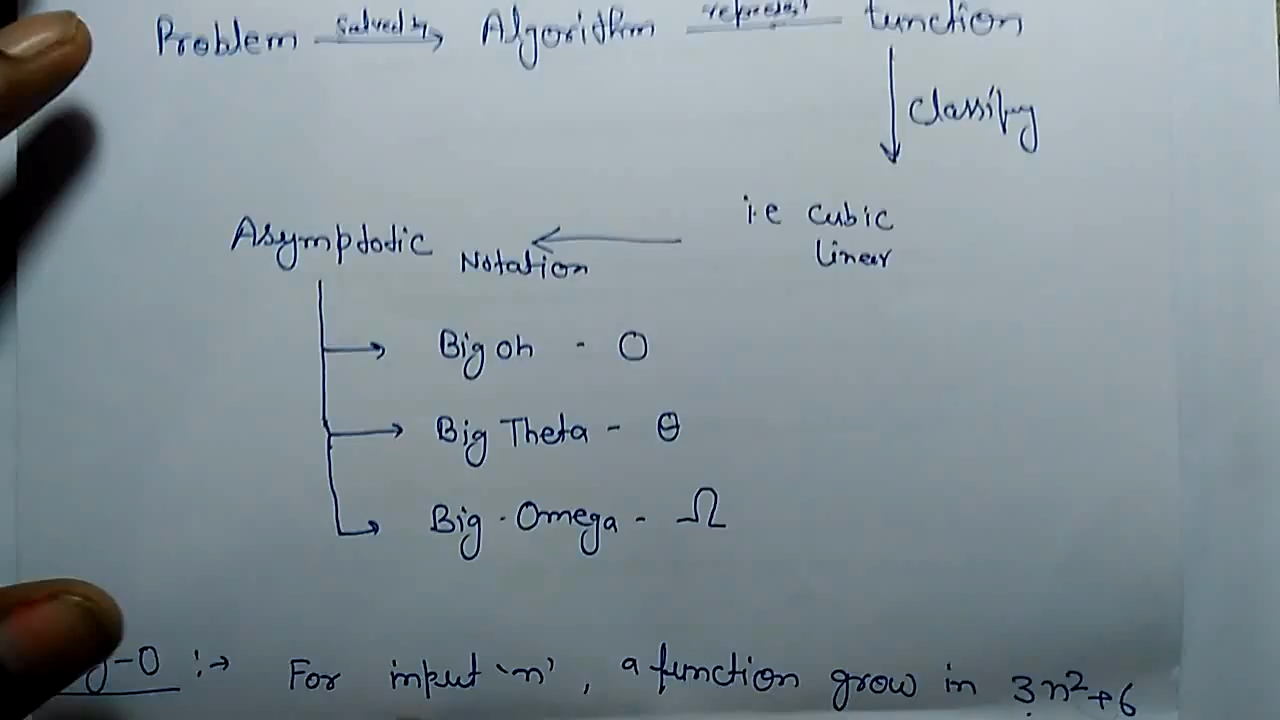 Problem solved by Algorithm represent function
Classify
i.e Cubic
Linear
Asymptotic Notation
Big oh - O
Big Theta - Θ
Big - Omega - Ω
g-O :→ For input 'n', a function grow in 3n²+6